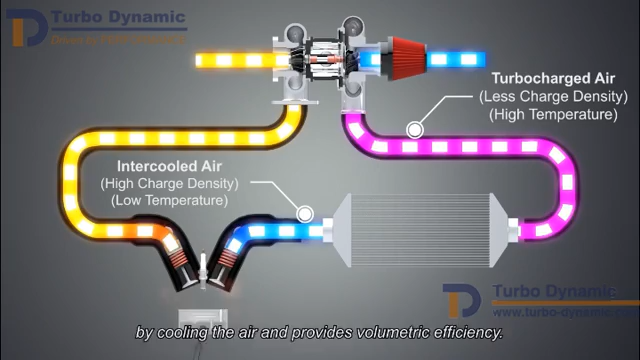 Turbo Dynamic
Turbocharged Air
(Less Charge Density)
(High Temperature)
Intercooled Air
(High Charge Density)
(Low Temperature)
Turbo Dynamic
by cooling the air and provides volumetric efficiency.